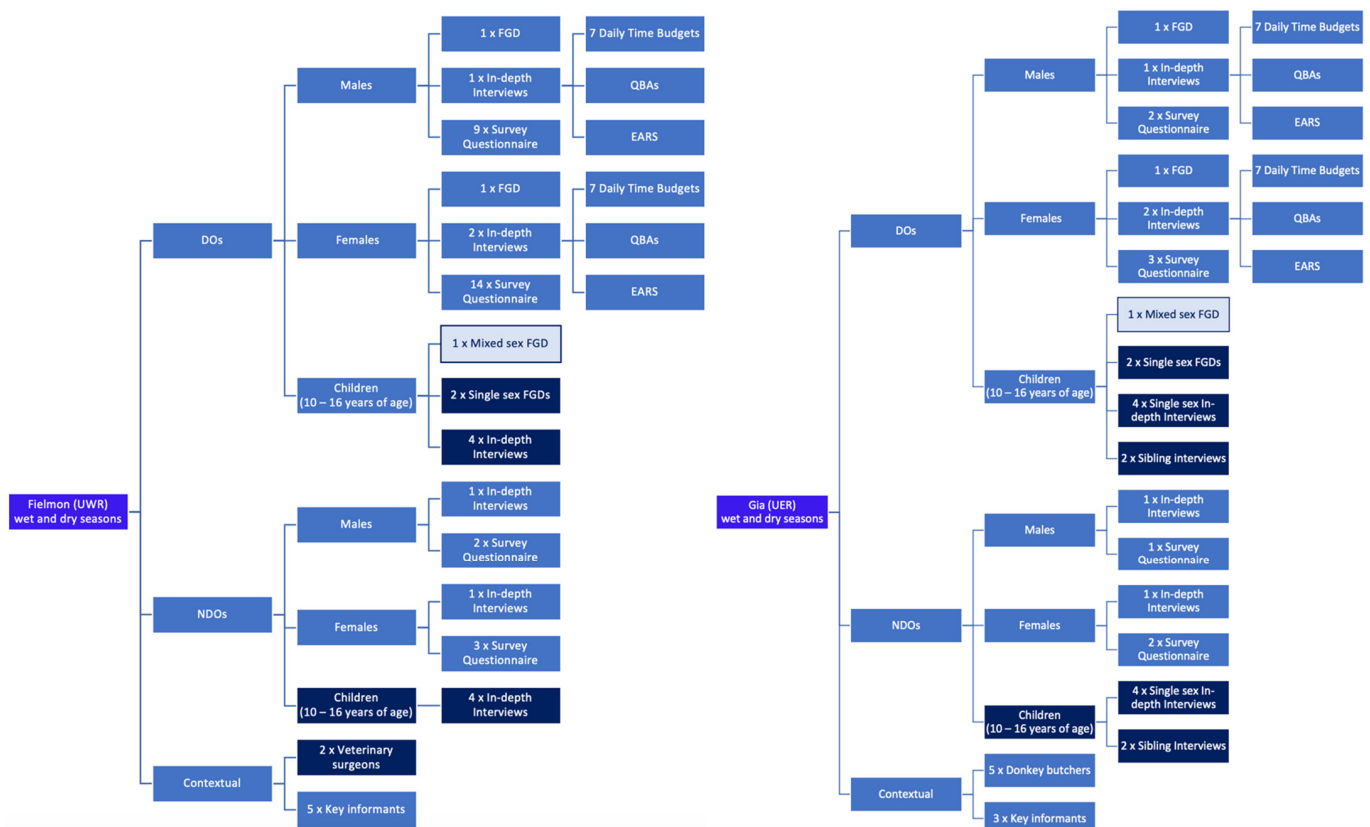 Fielmon (UWR)
wet and dry seasons
DOs
Males
1 x FGD
1 x In-depth
Interviews
9 x Survey
Questionnaire
7 Daily Time Budgets
QBAs
EARS
Females
1 x FGD
2 x In-depth
Interviews
14 x Survey
Questionnaire
7 Daily Time Budgets
QBAs
EARS
Children
(10 – 16 years of age)
1 x Mixed sex FGD
2 x Single sex FGDs
4 x In-depth
Interviews
NDOs
Males
1 x In-depth
Interviews
2 x Survey
Questionnaire
Females
1 x In-depth
Interviews
3 x Survey
Questionnaire
Children
(10 – 16 years of age)
4 x In-depth
Interviews
Contextual
2 x Veterinary
surgeons
5 x Key informants
Gia (UER)
wet and dry seasons
DOs
Males
1 x FGD
1 x In-depth
Interviews
2 x Survey
Questionnaire
7 Daily Time Budgets
QBAs
EARS
Females
1 x FGD
2 x In-depth
Interviews
3 x Survey
Questionnaire
7 Daily Time Budgets
QBAs
EARS
Children
(10 – 16 years of age)
1 x Mixed sex FGD
2 x Single sex FGDs
4 x Single sex In-
depth Interviews
2 x Sibling interviews
NDOs
Males
1 x In-depth
Interviews
1 x Survey
Questionnaire
Females
1 x In-depth
Interviews
2 x Survey
Questionnaire
Children
(10 – 16 years of age)
4 x Single sex In-
depth Interviews
2 x Sibling Interviews
Contextual
5 x Donkey butchers
3 x Key informants